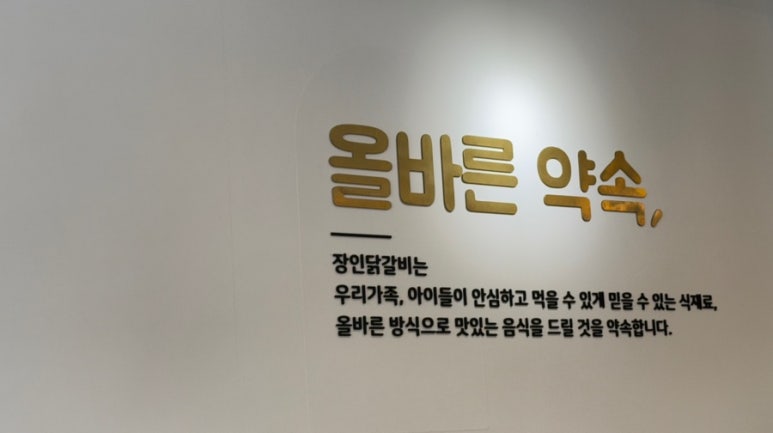 올바른 약속,
장인닭갈비는
우리가족, 아이들이 안심하고 먹을 수 있게 믿을 수 있는 식재료,
올바른 방식으로 맛있는 음식을 드릴 것을 약속합니다.